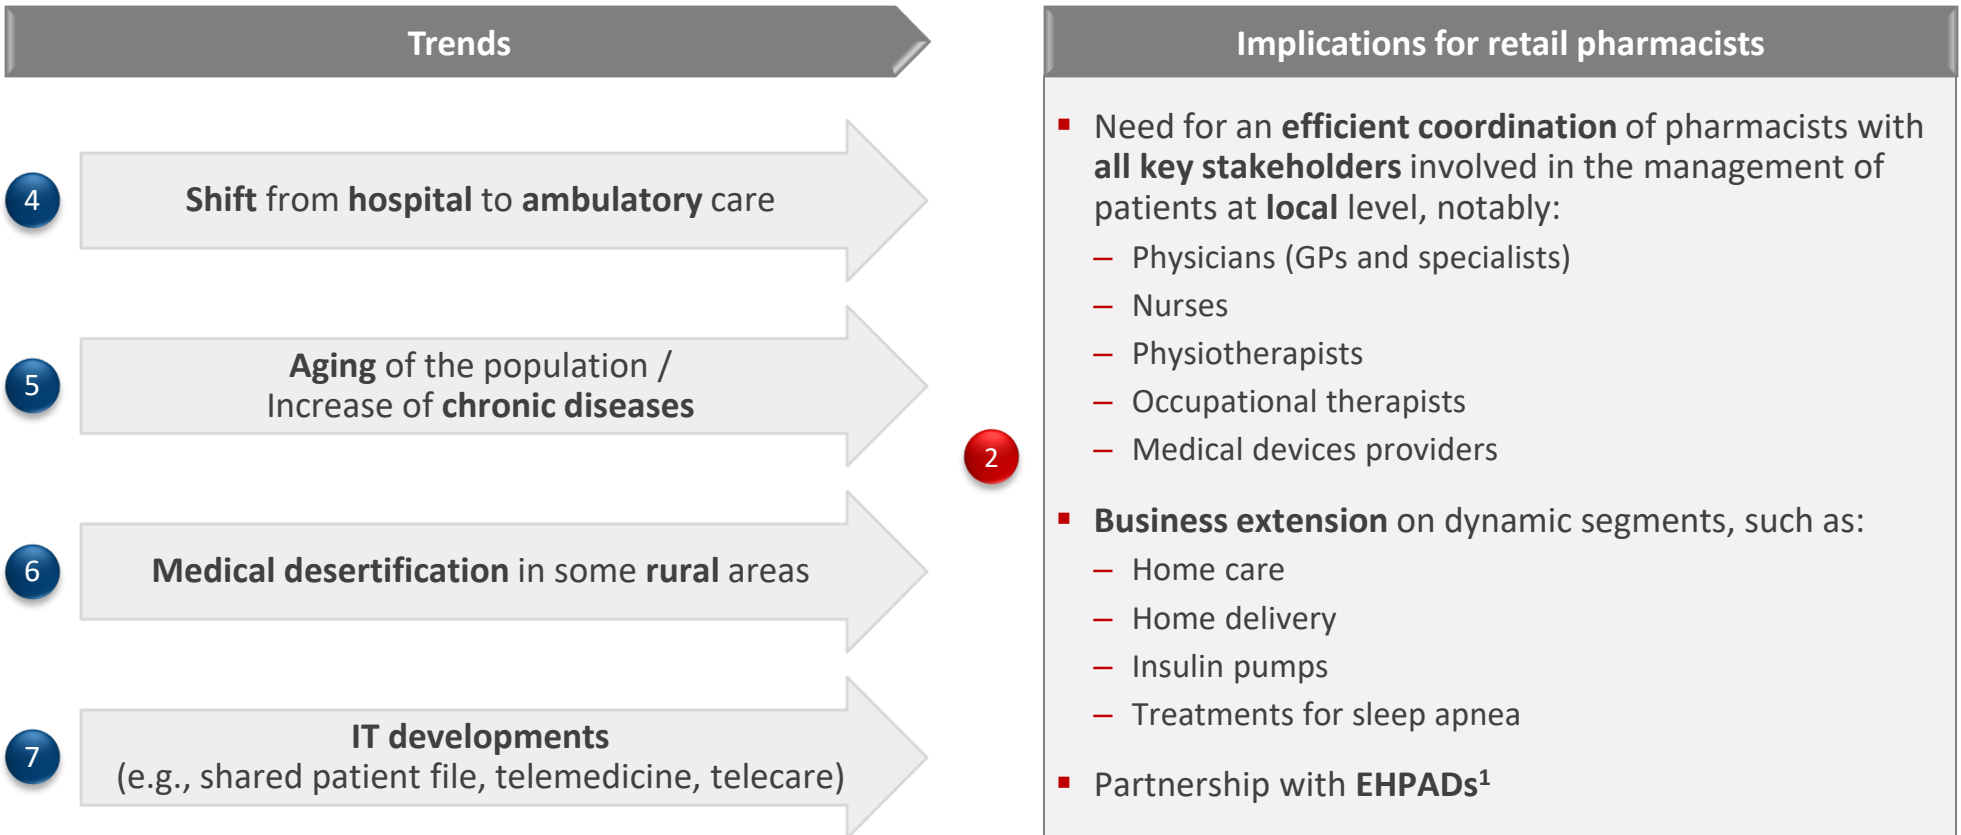 Trends
4
Shift from hospital to ambulatory care
5
Aging of the population /
Increase of chronic diseases
6
Medical desertification in some rural areas
7
IT developments
(e.g., shared patient file, telemedicine, telecare)
2
Implications for retail pharmacists
▪ Need for an efficient coordination of pharmacists with
all key stakeholders involved in the management of
patients at local level, notably:
– Physicians (GPs and specialists)
– Nurses
– Physiotherapists
– Occupational therapists
– Medical devices providers
▪ Business extension on dynamic segments, such as:
– Home care
– Home delivery
– Insulin pumps
– Treatments for sleep apnea
▪ Partnership with EHPADs¹